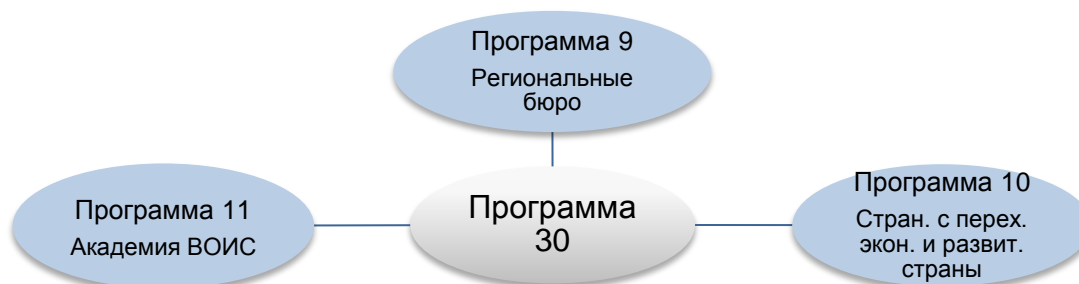 Программа 9
Региональные
бюро
Программа 11
Академия ВОИС
Программа
30
Программа 10
Стран. с перех.
экон. и развит.
страны